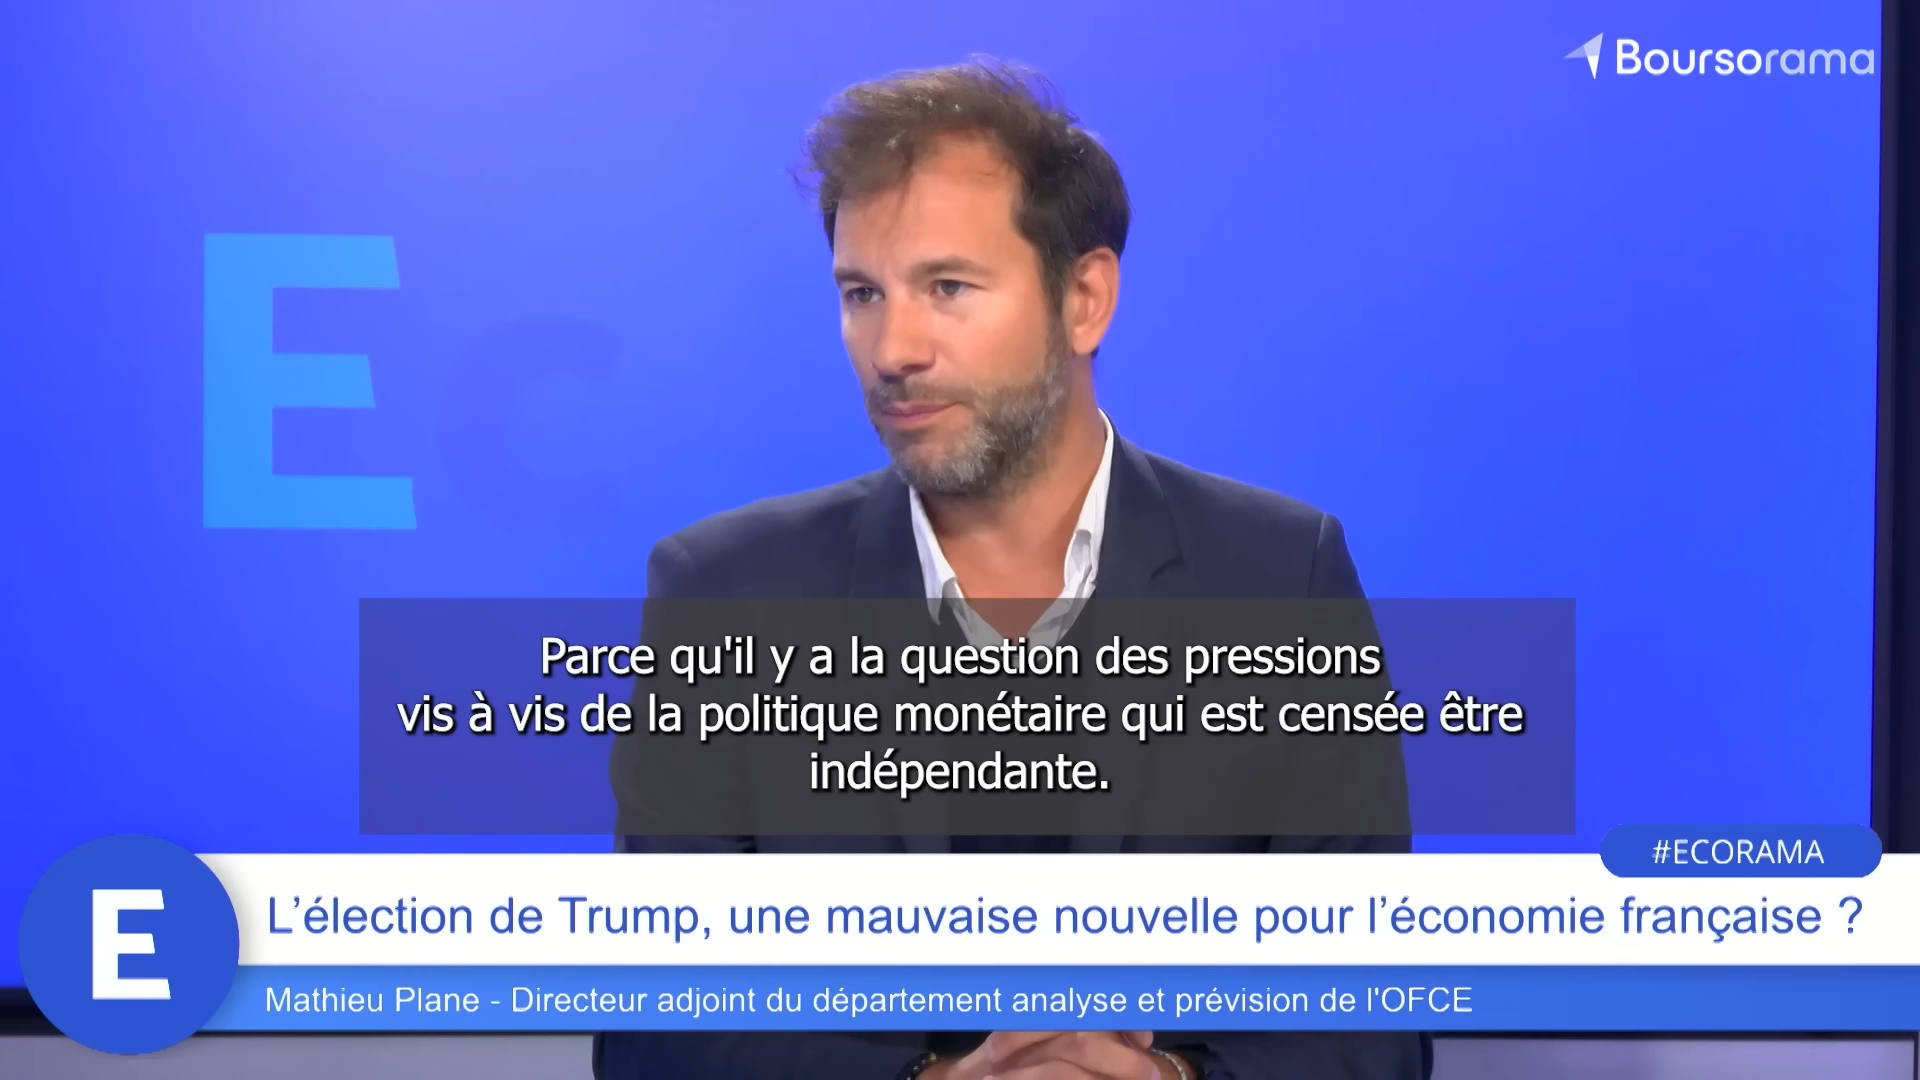 Boursorama
Ec
Parce qu'il y a la question des pressions
vis à vis de la politique monétaire qui est censée être
indépendante.
#ECORAMA
E
L’élection de Trump, une mauvaise nouvelle pour l’économie française ?
Mathieu Plane - Directeur adjoint du département analyse et prévision de l'OFCE